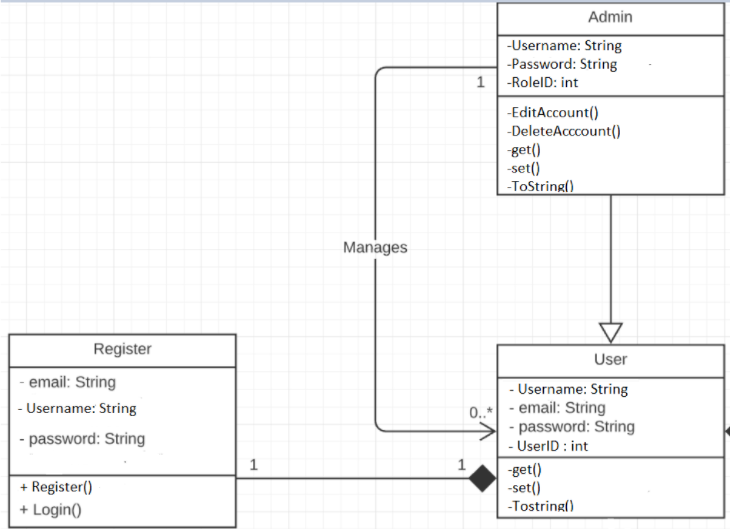 Admin
-Username: String
-Password: String
-RoleID: int
1
-EditAccount()
-DeleteAcccount()
-get()
-set()
-ToString()
Manages
Register
- email: String
- Username: String
- password: String
+ Register()
+ Login()
1
1
0..*
User
- Username: String
- email: String
- password: String
- UserID : int
-get()
-set()
-Tostring()